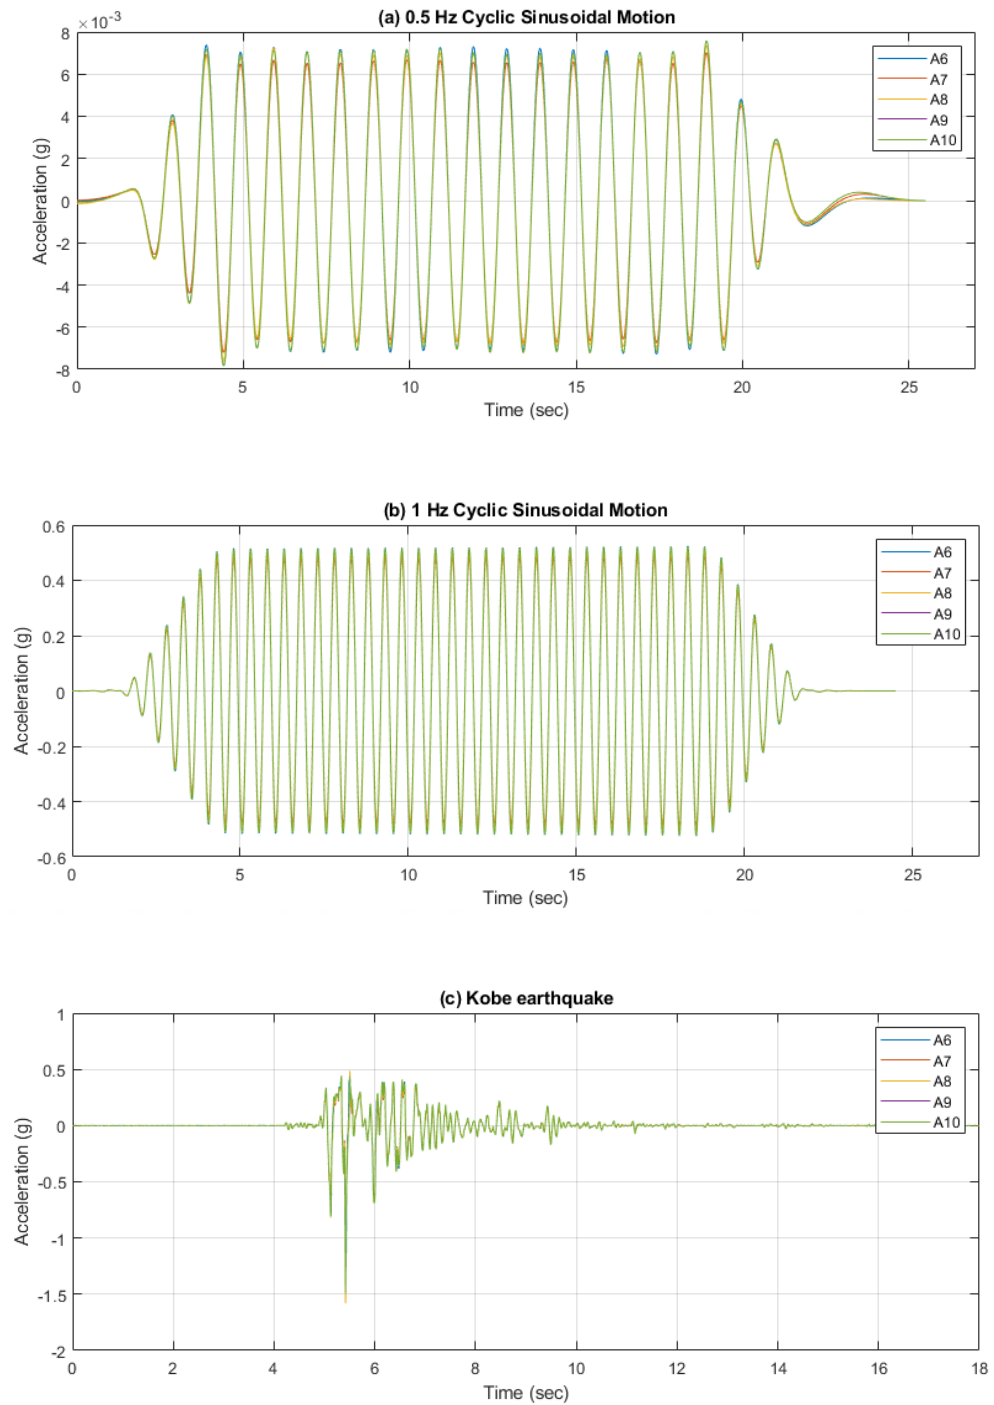 (a) 0.5 Hz Cyclic Sinusoidal Motion
×10-3
8
6
4
2
0
-2
-4
-6
-8
Acceleration (g)
A6
A7
A8
A9
A10
0 5 10 15 20 25
Time (sec)
(b) 1 Hz Cyclic Sinusoidal Motion
0.6
0.4
0.2
0
-0.2
-0.4
-0.6
Acceleration (g)
A6
A7
A8
A9
A10
0 5 10 15 20 25
Time (sec)
(c) Kobe earthquake
1
0.5
0
-0.5
-1
-1.5
-2
Acceleration (g)
A6
A7
A8
A9
A10
0 2 4 6 8 10 12 14 16 18
Time (sec)